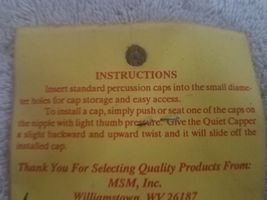 INSTRUCTIONS
Insert standard percussion caps into the small diame-
ter holes for cap storage and easy access.
To install a cap, simply push or seat one of the caps on
the nipple with light thumb pressure. Give the Quiet Capper
a slight backward and upward twist and it will slide off the
installed cap.
Thank You For Selecting Quality Products From:
MSM, Inc.
Williamstown, WV 26187